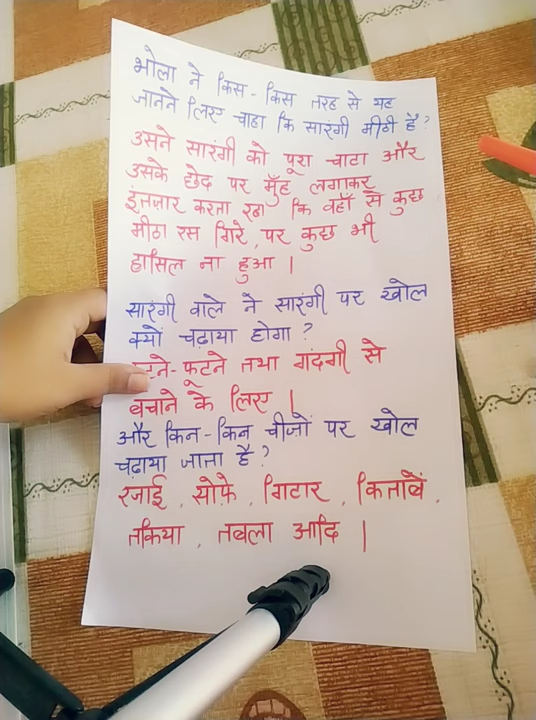 भोला ने किस-किस तरह से यह
जानने लिए चाहा कि सारंगी मीठी है?
उसने सारंगी को पूरा चाटा और
उसके छेद पर मुँह लगाकर
इंतज़ार करता रहा कि वहाँ से कुछ
मीठा रस गिरे, पर कुछ भी
हासिल ना हुआ।
सारंगी वाले ने सारंगी पर खोल
क्यों चढ़ाया होगा?
-फूटने तथा गंदगी से
बचाने के लिए।
और किन-किन चीज़ों पर खोल
चढ़ाया जाता है?
रजाई, सोफ़े, गिटार, किताबें,
तकिया, तबला आदि।